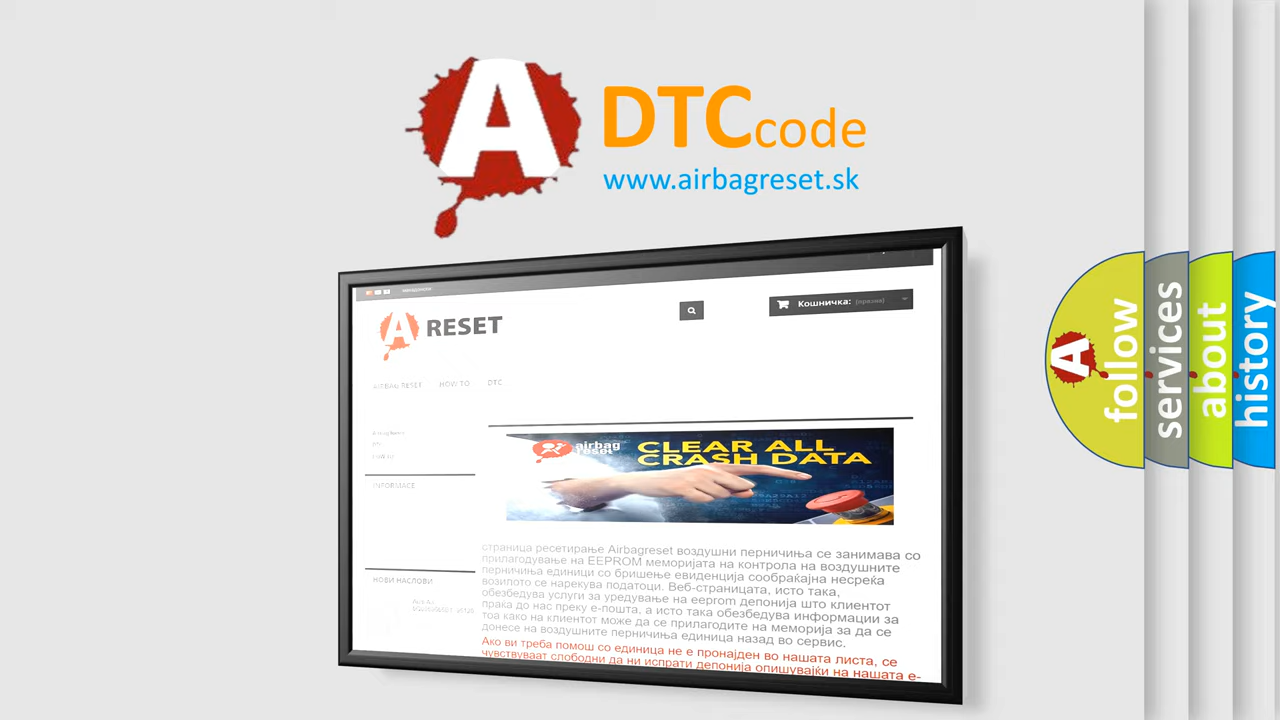 A
DTC code
www.airbagreset.sk
A RESET
Кошничка: (празна)
AIRBAG RESET HOW TO DTC
airbag
reset
CLEAR ALL
CRASH DATA
INFORMACE
страница ресетирање Airbagreset воздушни перничиња се занимава со
прилагодување на EEPROM меморијата на контрола на воздушните
перничиња единици со бришење евиденција сообраќајна несреќа
возилото се нарекува податоци. Веб-страницата, исто така,
обезбедува услуги за уредување на eeprom депонија што клиентот
праќа до нас преку е-пошта, а исто така обезбедува информации за
тоа како на клиентот може да се прилагодите на меморија за да се
донесе на воздушните перничиња единица назад во сервис.
НОВИ НАСЛОВИ
Ако ви треба помош со единица не е пронајден во нашата листа, се
чувствуваат слободни да ни испрати депонија опишувајќи на нашата е-
A
follow
services
about
history